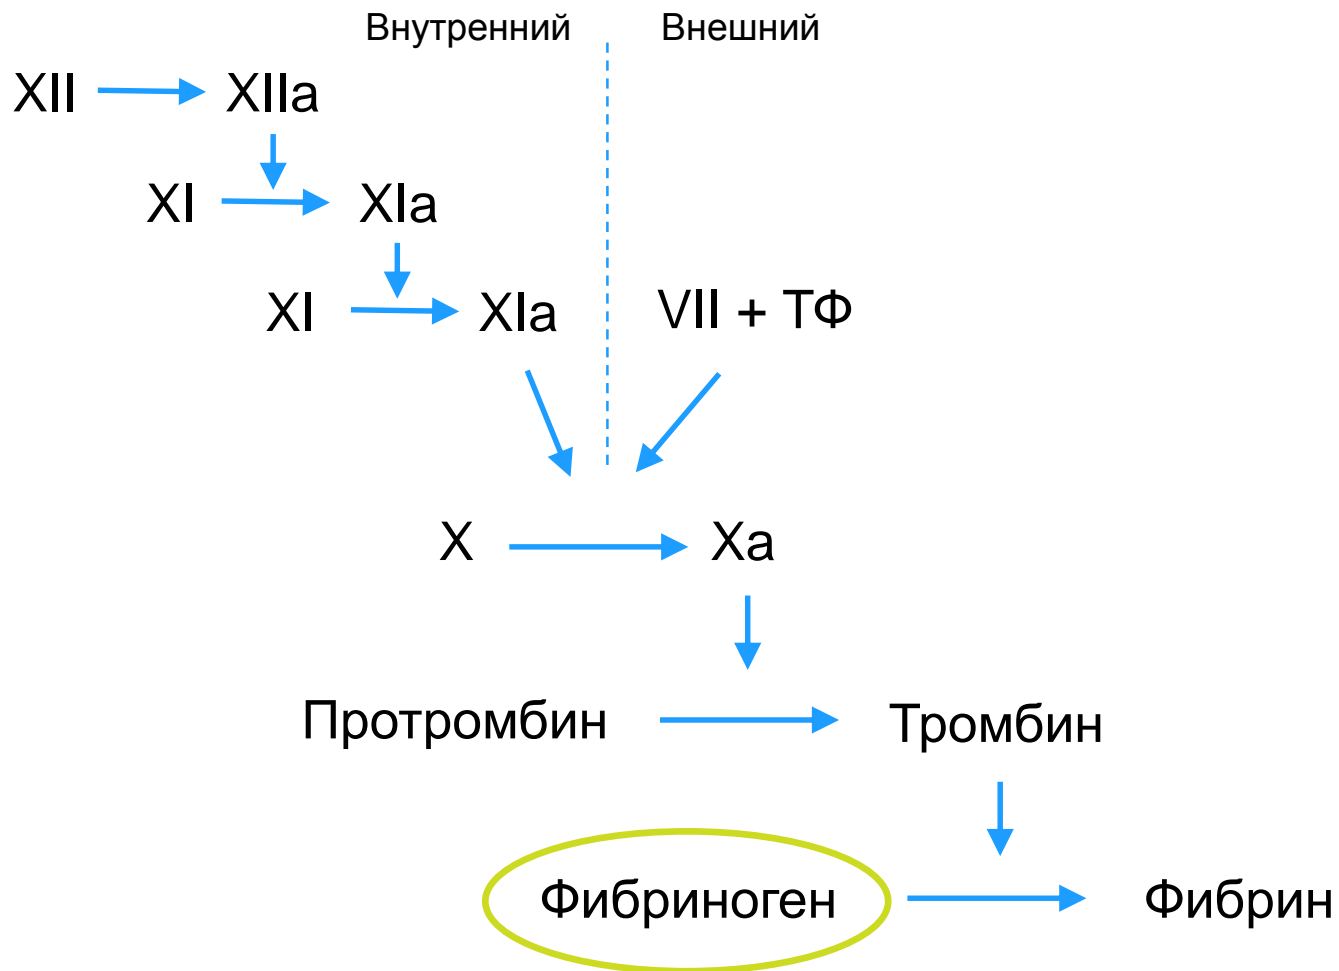 Внутренний Внешний
XII XIIa
XI XIa
XI XIa VII + ТФ
X Xa
Протромбин Тромбин
Фибриноген Фибрин